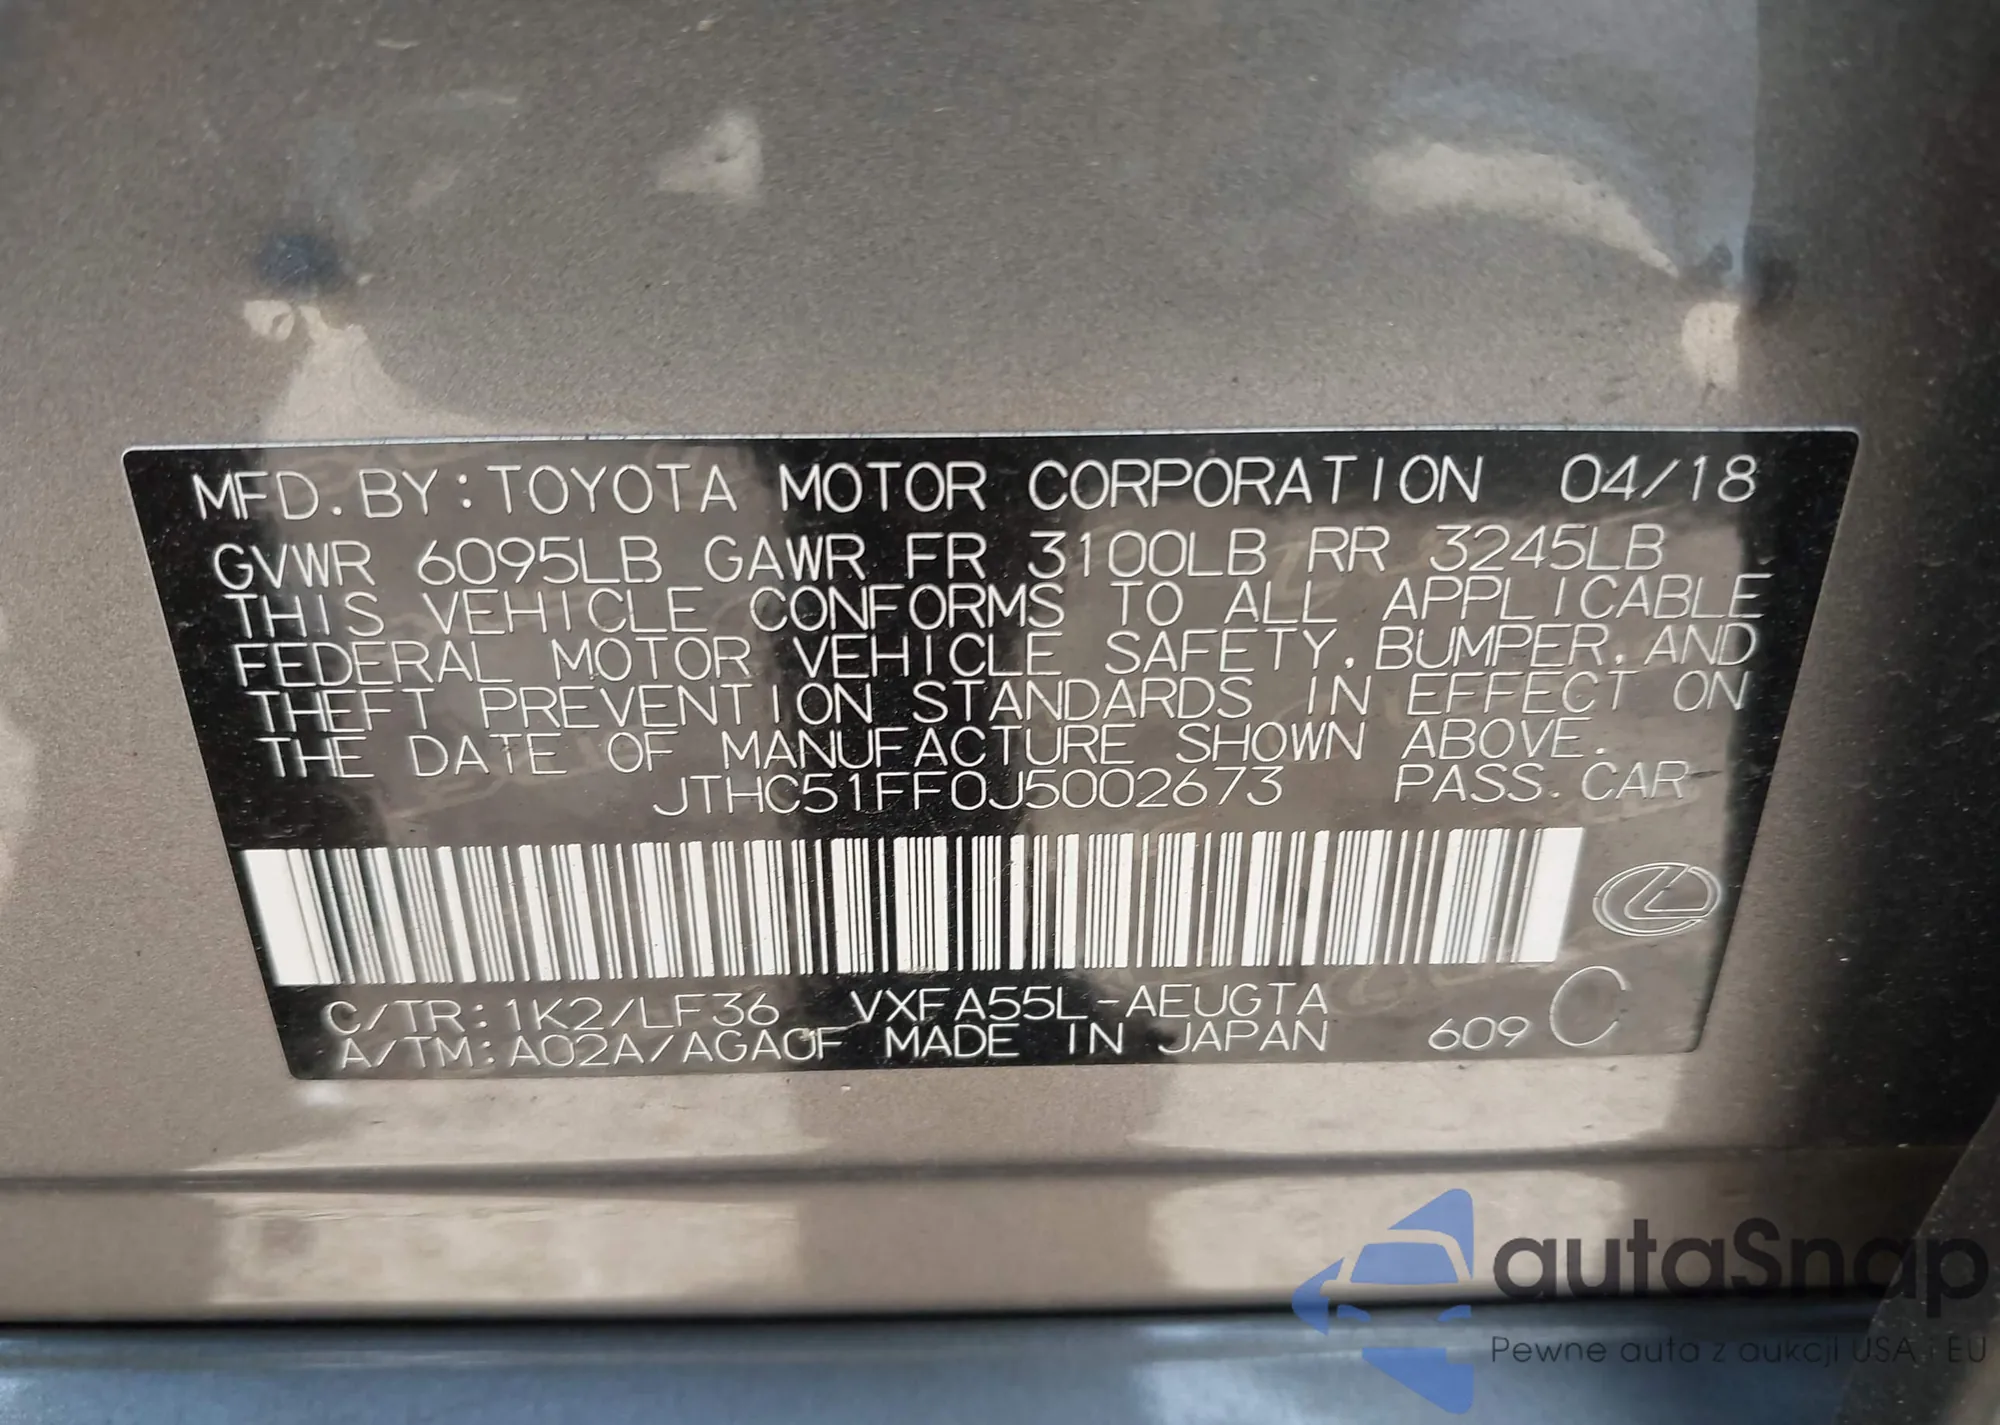 MFD. BY: TOYOTA MOTOR CORPORATION 04/18
GVWR 6095LB GAWR FR 3100LB RR 3245LB
THIS VEHICLE CONFORMS TO ALL APPLICABLE
FEDERAL MOTOR VEHICLE SAFETY, BUMPER, AND
THEFT PREVENTION STANDARDS IN EFFECT ON
THE DATE OF MANUFACTURE SHOWN ABOVE.
JTHC51FF0J5002673 PASS. CAR
C/TR: 1K2/LF36 VXFA55L-AEUGTA
A/TM: A02A/AGA0F MADE IN JAPAN 609 C
autaSnap
Pewne auta z aukcji USA i EU